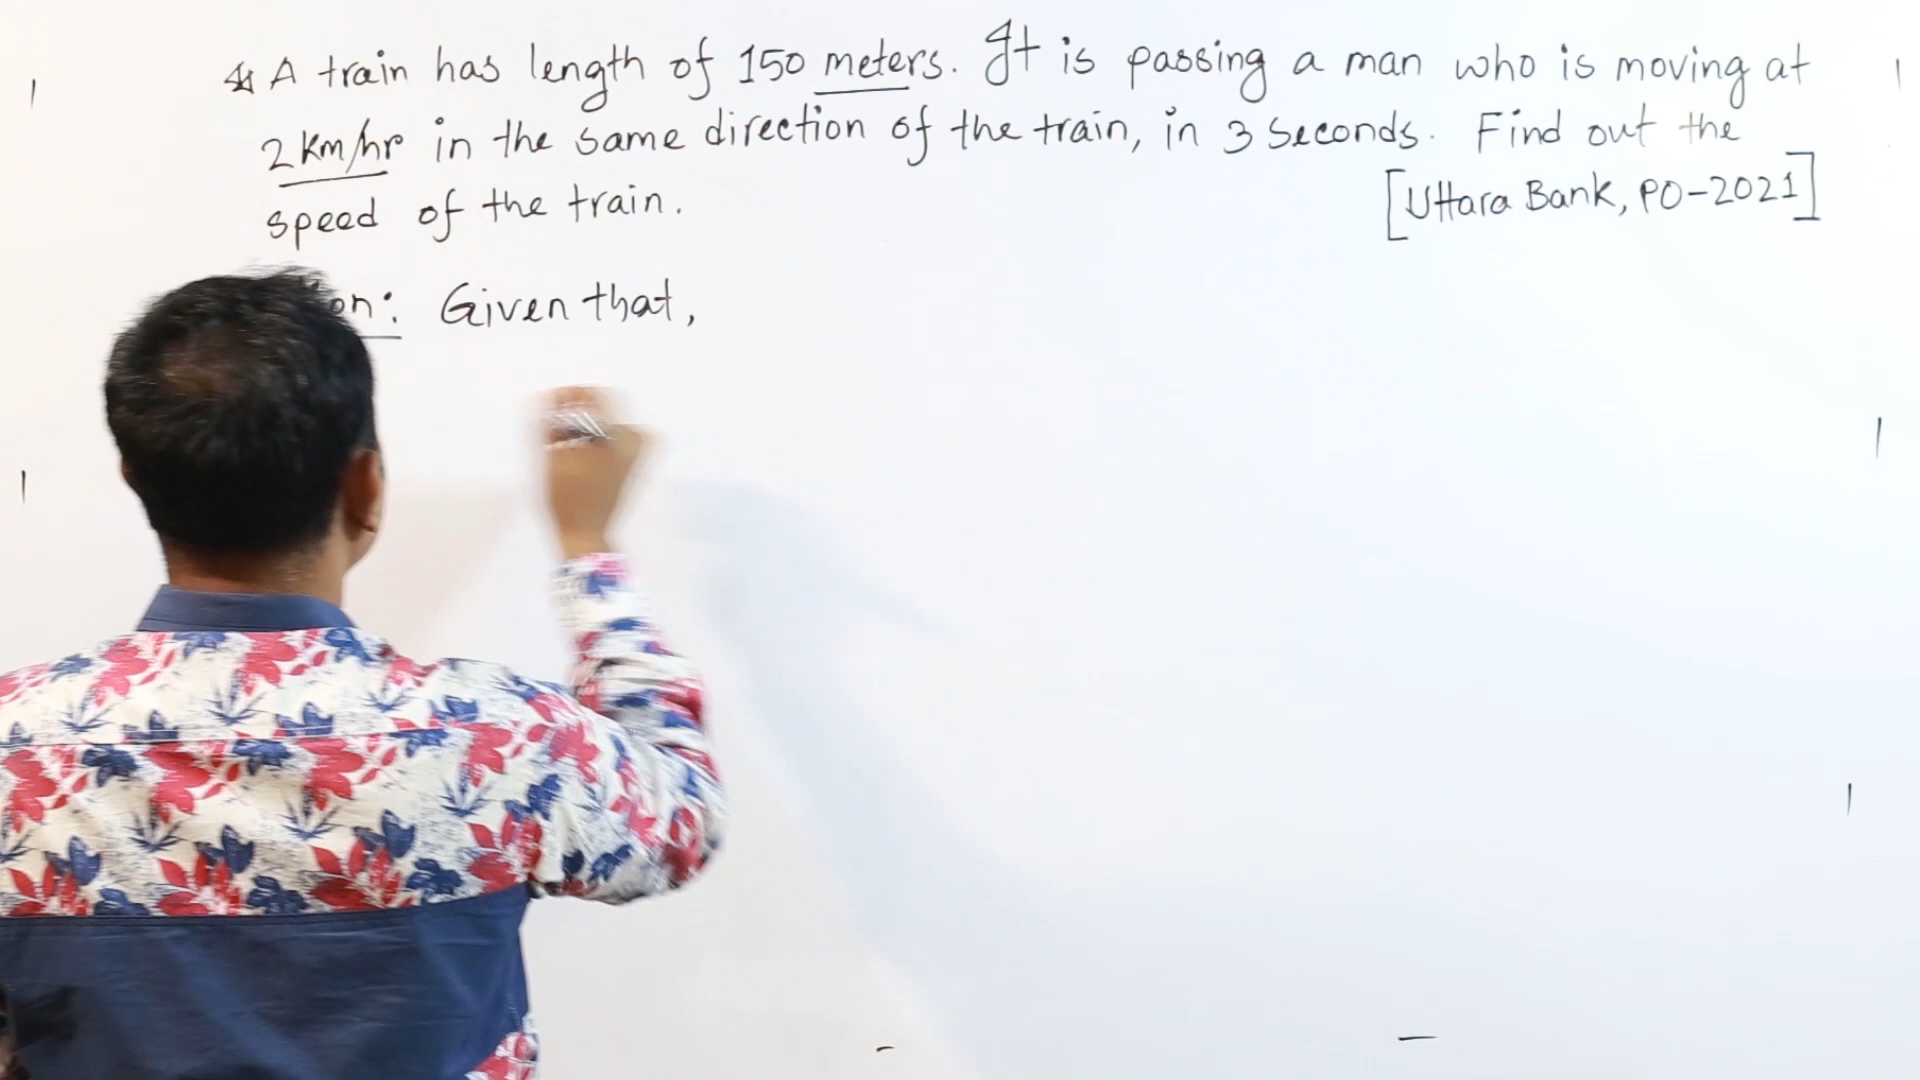 A train has length of 150 meters. It is passing a man who is moving at
2 km/hr in the same direction of the train, in 3 seconds. Find out the
speed of the train.
[Uttara Bank, PO-2021]
Given that,